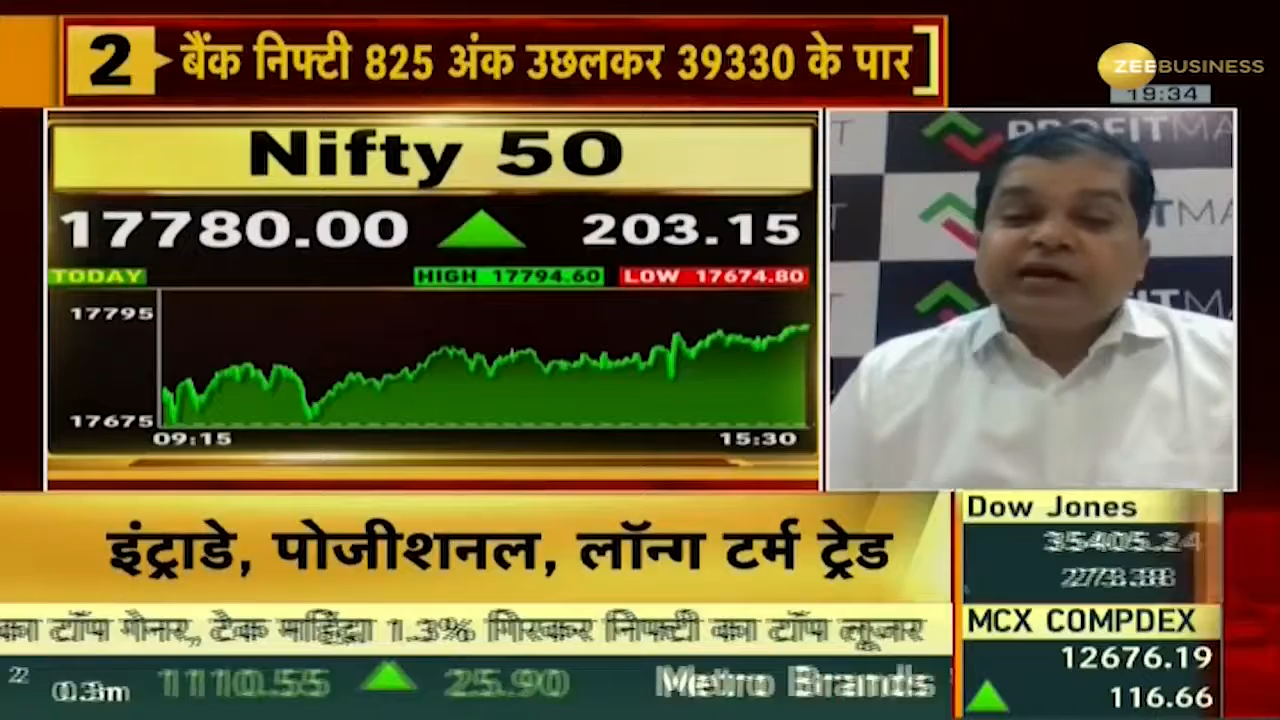 2 बैंक निफ्टी 825 अंक उछलकर 39330 के पार
ZEEBUSINESS
19:34
Nifty 50
17780.00 203.15
TODAY HIGH 17794.60 LOW 17674.80
17795
17675
09:15 15:30
PROFITMA
इंट्राडे, पोजीशनल, लॉन्ग टर्म ट्रेड
Dow Jones
35405.24
MCX COMPDEX
12676.19
116.66
का टॉप गेनर, टेक महिंद्रा 1.3% गिरकर निफ्टी का टॉप लूजर
22 1110.55 25.90 Metro Brands